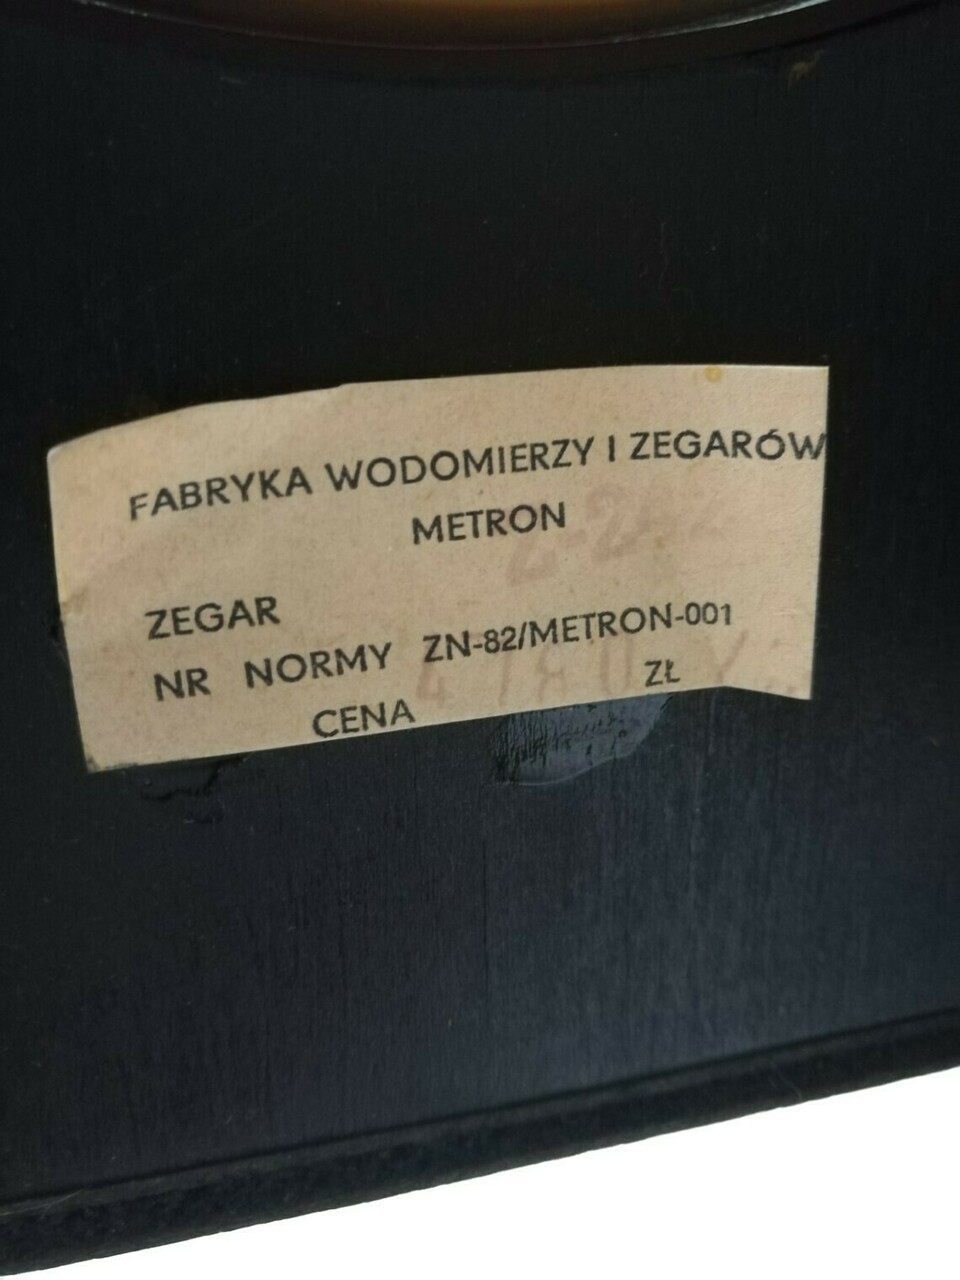 FABRYKA WODOMIERZY I ZEGARÓW
METRON
ZEGAR
NR NORMY ZN-82/METRON-001
CENA ZŁ